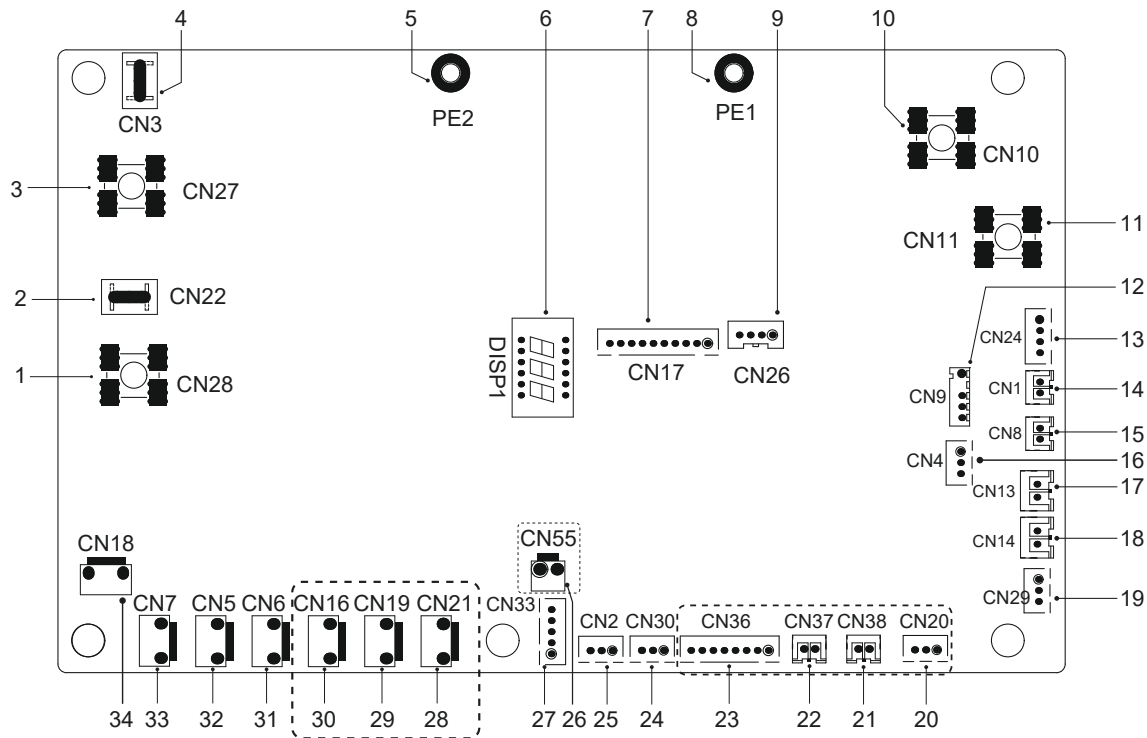 4 5 6 7 8 9 10
CN3 PE2 PE1
CN10
3 CN27
CN11 11
12
2 CN22
CN24 13
DISP1 CN17 CN26
1 CN28
CN9 CN1 14
CN8 15
CN4 16
CN13 17
CN18 CN55 CN14 18
CN7 CN5 CN6 CN16 CN19 CN21 CN33 CN2 CN30 CN36 CN37 CN38 CN20 CN29 19
34 33 32 31 30 29 28 27 26 25 24 23 22 21 20